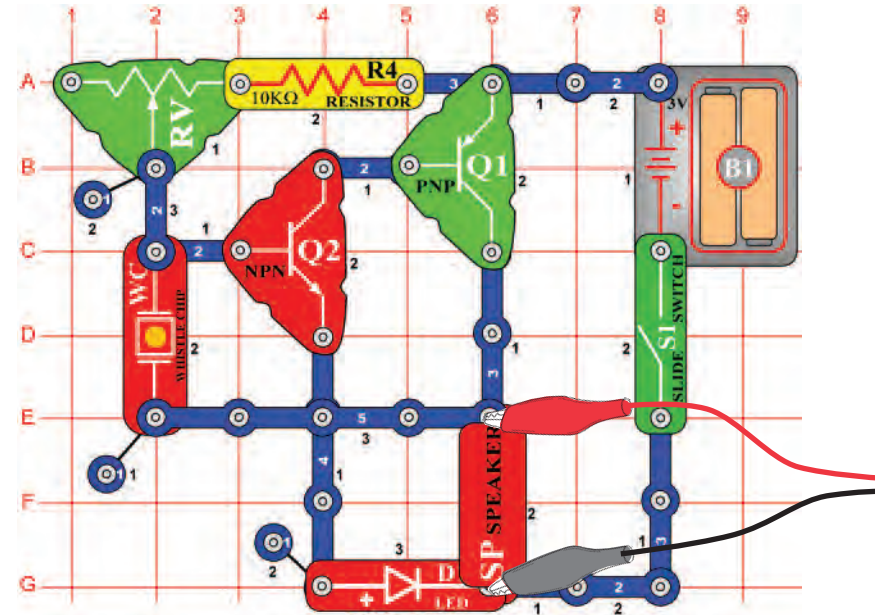 1 2 3 4 5 6 7 8 9
A
R4
3
2
3V
10KΩ
RESISTOR
1
2
+
RV
2
1
2
B
1
2
Q1
B1
2
3
1
PNP
2
1
2
-
C
1
2
Q2
WC
NPN
2
S1
SLIDE SWITCH
D
1
WHISTLE CHIP
2
2
3
E
5
3
1
1
4
1
SPEAKER
F
2
1
3
3
1
2
SP
G
D
2
+
LED
1
2